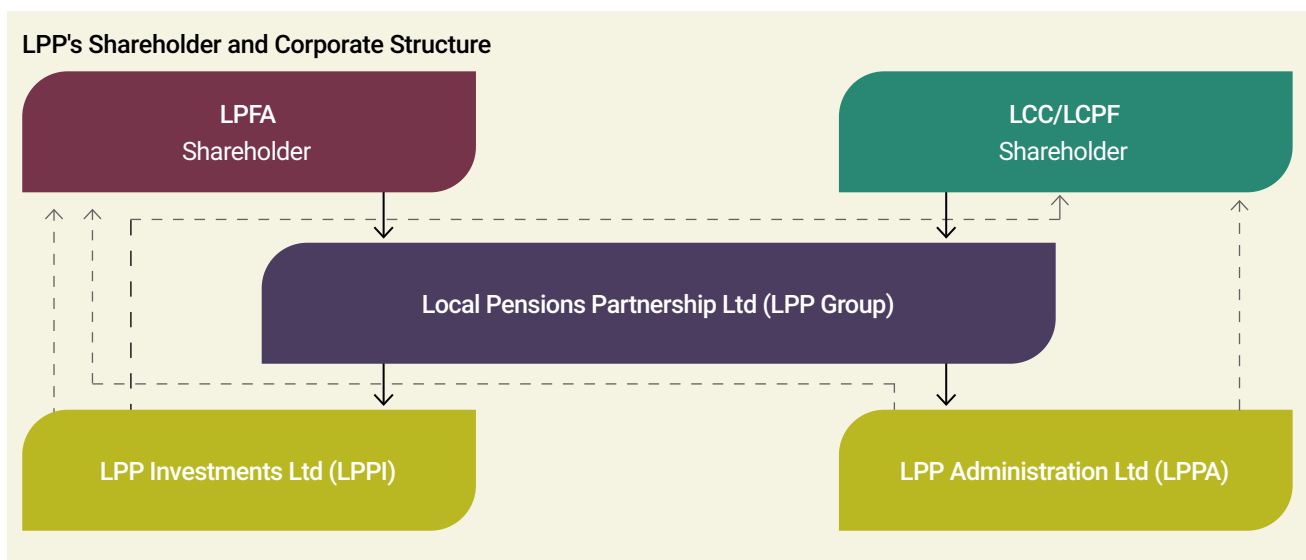 LPP's Shareholder and Corporate Structure
LPFA
Shareholder
LCC/LCPF
Shareholder
Local Pensions Partnership Ltd (LPP Group)
LPP Investments Ltd (LPPI)
LPP Administration Ltd (LPPA)